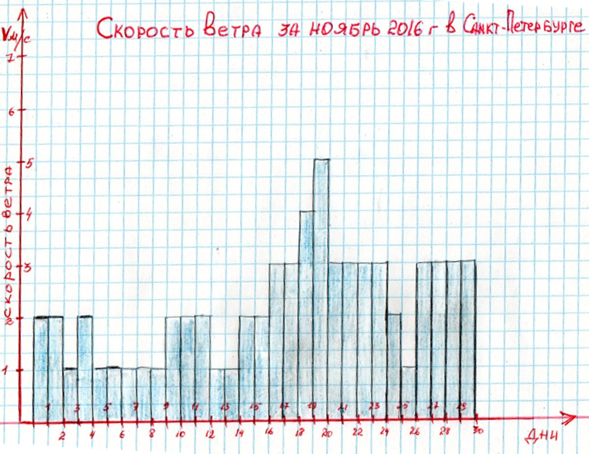 Скорость ветра за ноябрь 2016 г в Санкт-Петербурге
V м/с
7
6
5
4
3
2
1
скорость ветра
1 3 5 7 9 11 13 15 17 19 21 23 25 27 29
2 4 6 8 10 12 14 16 18 20 22 24 26 28 30
Дни